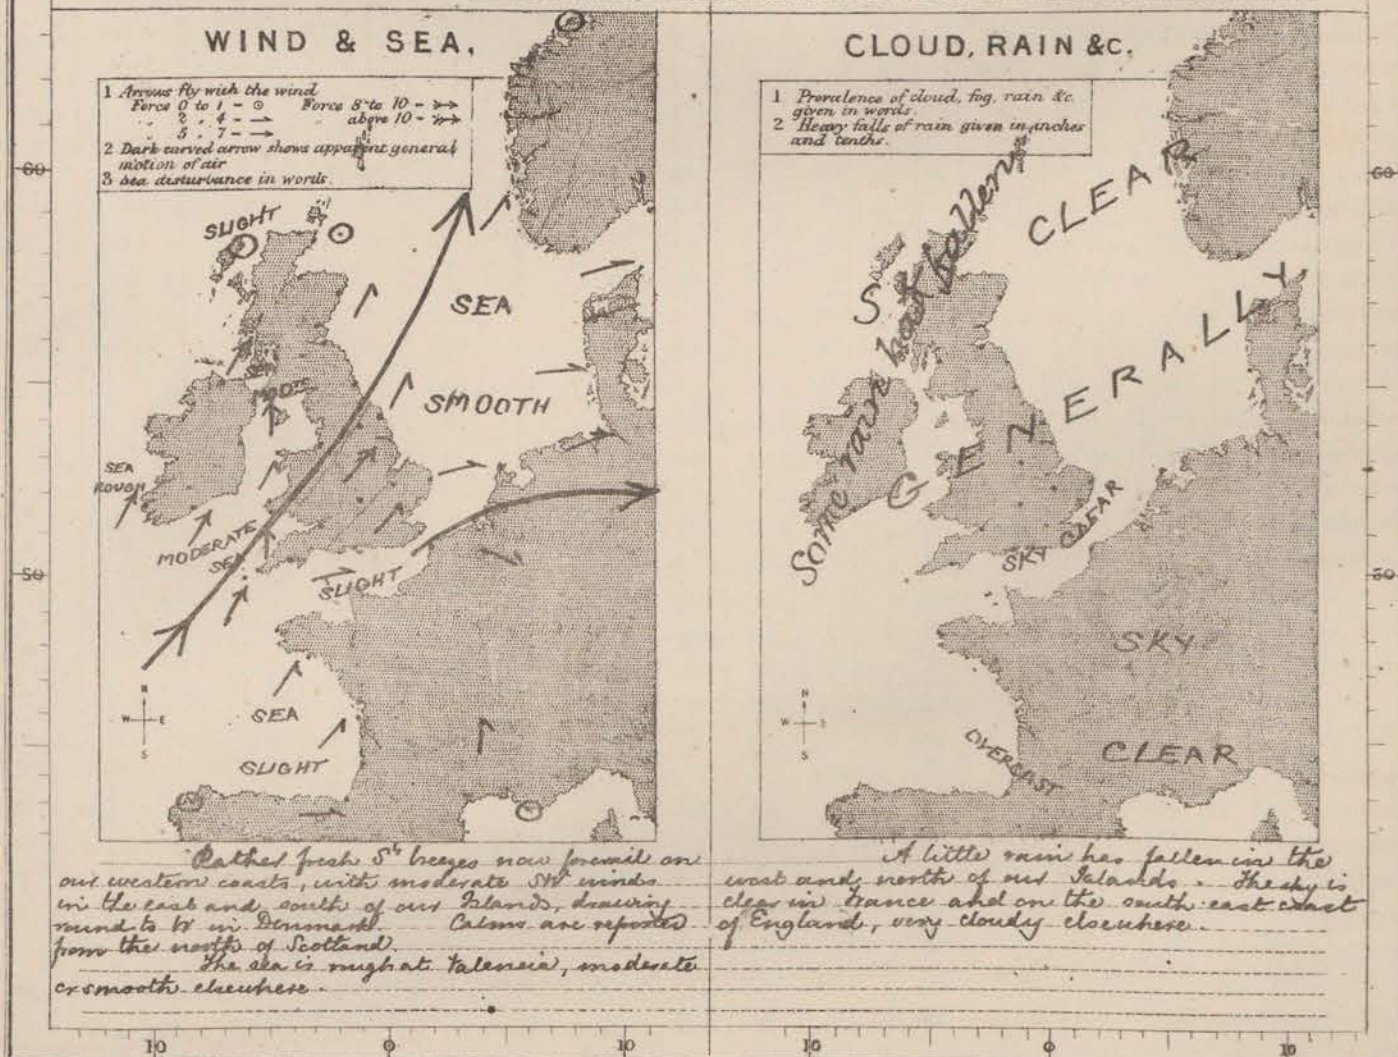 WIND & SEA,
1 Arrows fly with the wind
Force 0 to 1 - ⊙ Force 8 to 10 - ➳
" 2 " 4 - ⇀ " above 10 - ➳
" 5 " 7 - →
2 Dark curved arrow shows apparent general
motion of air
3 Sea disturbance in words.
60
SLIGHT
SEA
SMOOTH
MODTE
SEA
ROUGH
MODERATE
SEA
50
SLIGHT
N
W E
S
SEA
SLIGHT
Rather fresh Sly breezes now prevail on
our western coasts, with moderate SW winds
in the east and south of our Islands, drawing
round to W in Denmark. Calms are reported
from the north of Scotland.
The sea is rough at Valencia, moderate
or smooth elsewhere.
10 0 10
CLOUD, RAIN &C.
1 Prevalence of cloud, fog, rain &c.
given in words.
2 Heavy falls of rain given in inches
and tenths.
60
Some rain has fallen
CLEAR
S
GENERALLY
SKY CLEAR
50
SKY
CLEAR
OVERCAST
N
W E
S
A little rain has fallen in the
west and north of our Islands. The sky is
clear in France and on the south-east coast
of England, very cloudy elsewhere.
10 0 10